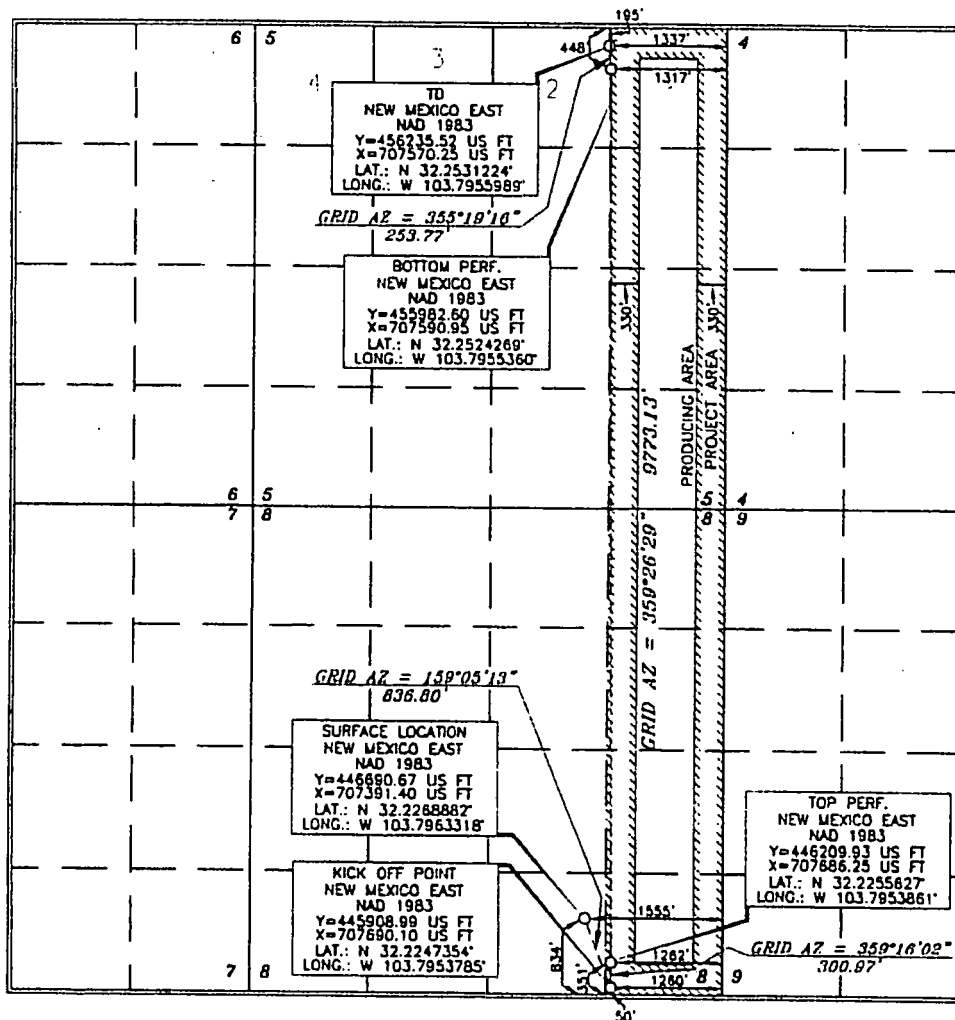 195'
6 5
3
448'
1337'
4
4
2
1317'
TD
NEW MEXICO EAST
NAD 1983
Y=456235.52 US FT
X=707570.25 US FT
LAT.: N 32.2531224°
LONG.: W 103.7955989°
GRID AZ = 355°19'16"
253.77'
BOTTOM PERF.
NEW MEXICO EAST
NAD 1983
Y=455982.60 US FT
X=707590.95 US FT
LAT.: N 32.2524269°
LONG.: W 103.7955360°
330'
330'
PRODUCING AREA
PROJECT AREA
GRID AZ = 359°26'29" 9773.13'
6 5
7 8
5 4
8 9
GRID AZ = 159°05'13"
836.80'
SURFACE LOCATION
NEW MEXICO EAST
NAD 1983
Y=446690.67 US FT
X=707391.40 US FT
LAT.: N 32.2268882°
LONG.: W 103.7963318°
TOP PERF.
NEW MEXICO EAST
NAD 1983
Y=446209.93 US FT
X=707686.25 US FT
LAT.: N 32.2255627°
LONG.: W 103.7953861°
KICK OFF POINT
NEW MEXICO EAST
NAD 1983
Y=445908.99 US FT
X=707690.10 US FT
LAT.: N 32.2247354°
LONG.: W 103.7953785°
1555'
834'
351'
1262'
GRID AZ = 359°16'02"
300.97'
7 8
8 9
1260'
50'